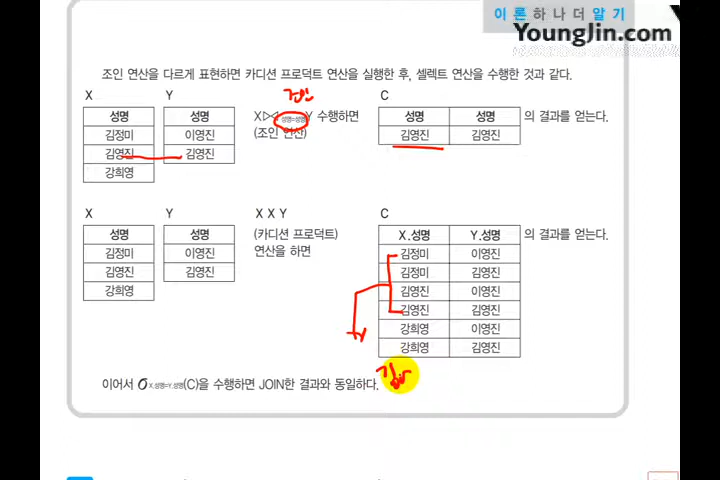 이론하나더알기
YoungJin.com
조인 연산을 다르게 표현하면 카디션 프로덕트 연산을 실행한 후, 셀렉트 연산을 수행한 것과 같다.
X Y C
조인
성명 성명 X▷◁ 성명=성명 Y 수행하면 성명 성명 의 결과를 얻는다.
김정미 이영진 (조인 연산) 김영진 김영진
김영진 김영진
강희영
X Y X X Y C
성명 성명 (카디션 프로덕트) X.성명 Y.성명 의 결과를 얻는다.
김정미 이영진 연산을 하면 김정미 이영진
김영진 김영진 김정미 김영진
강희영 김영진 이영진
김영진 김영진
강희영 이영진
강희영 김영진
이어서 σ X.성명=Y.성명(C)을 수행하면 JOIN한 결과와 동일하다.